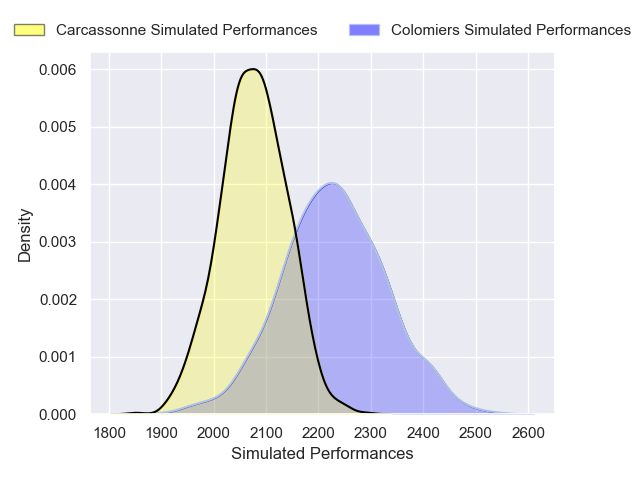 Carcassonne Simulated Performances
Colomiers Simulated Performances
0.006
0.005
0.004
0.003
0.002
0.001
0.000
Density
1800 1900 2000 2100 2200 2300 2400 2500 2600
Simulated Performances